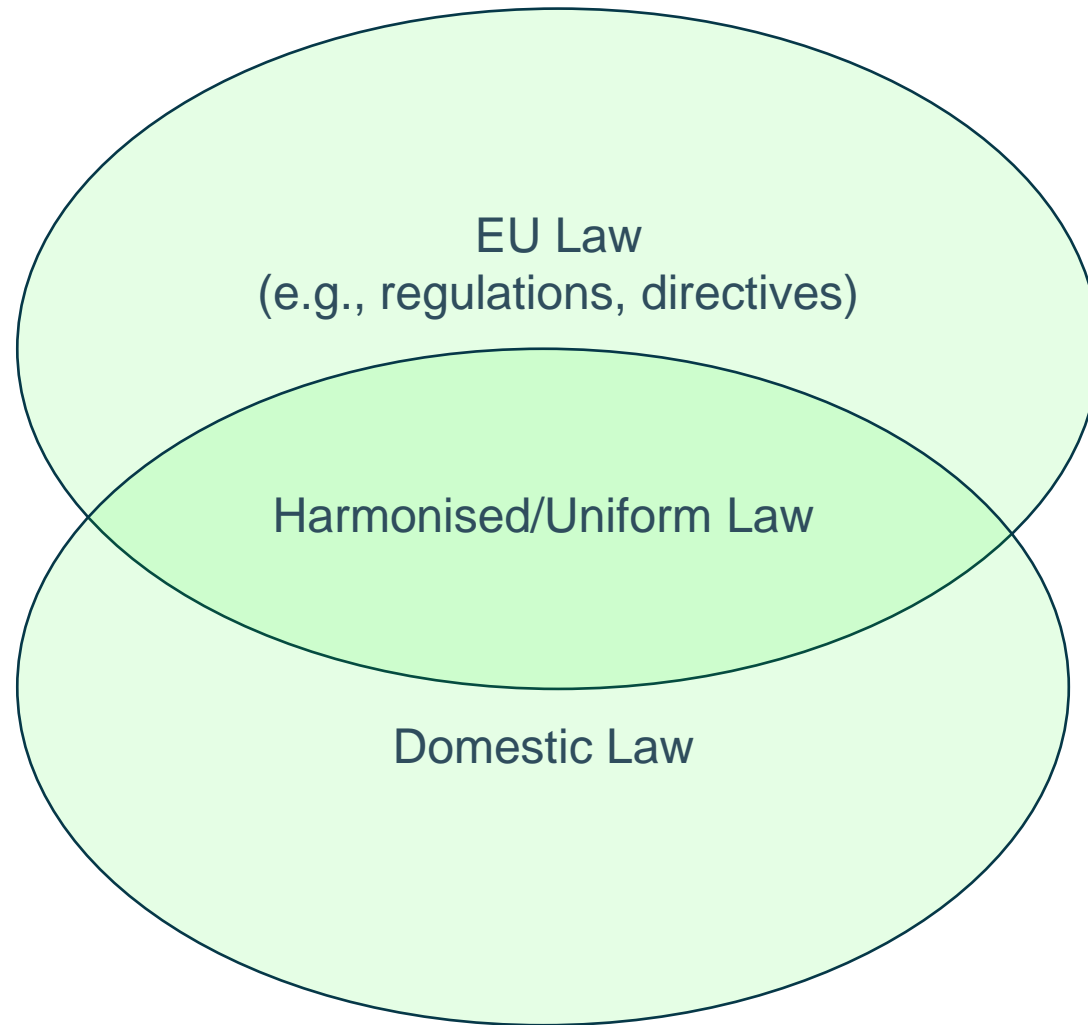 EU Law
(e.g., regulations, directives)
Harmonised/Uniform Law
Domestic Law